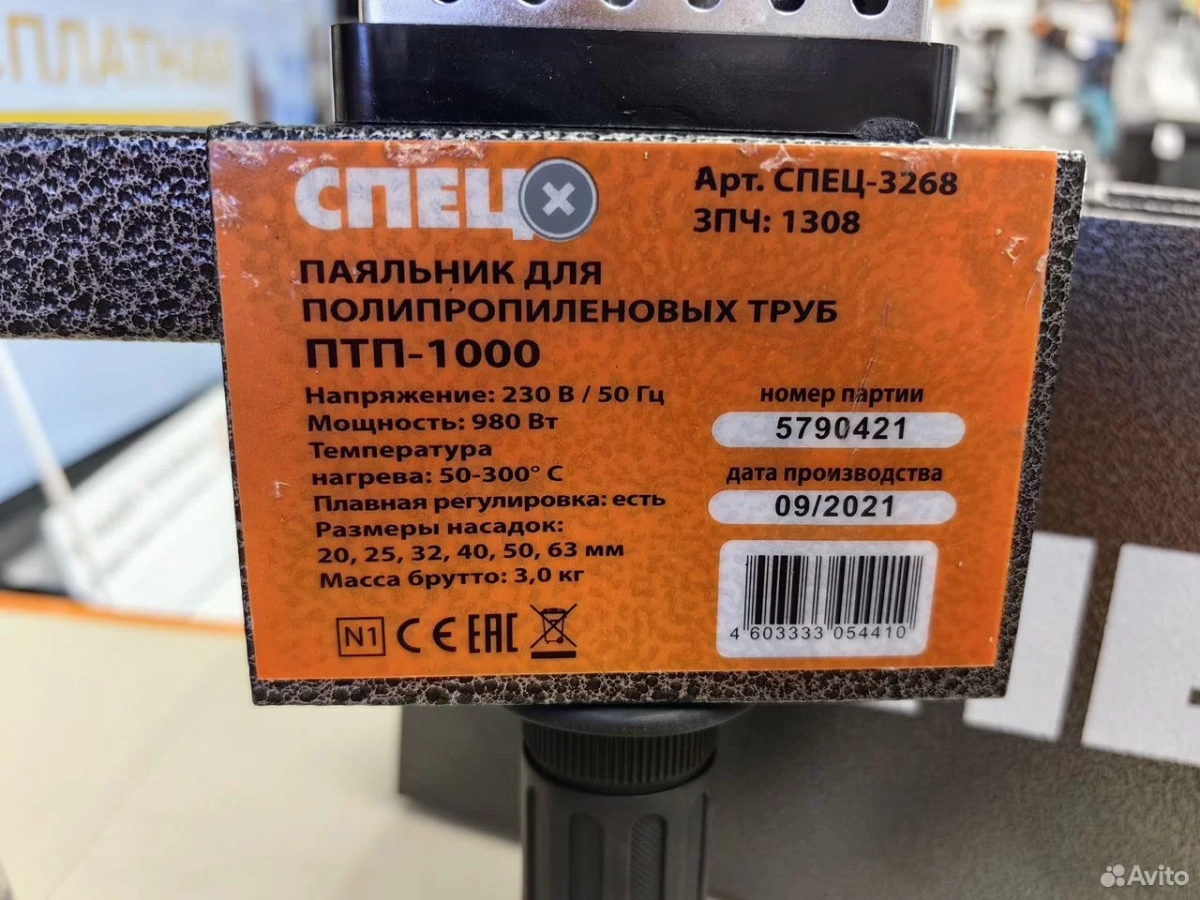 СПЛАТНАЯ
СПЕЦ
Арт. СПЕЦ-3268
ЗПЧ: 1308
ПАЯЛЬНИК ДЛЯ
ПОЛИПРОПИЛЕНОВЫХ ТРУБ
ПТП-1000
Напряжение: 230 В / 50 Гц
Мощность: 980 Вт
Температура
нагрева: 50-300° С
Плавная регулировка: есть
Размеры насадок:
20, 25, 32, 40, 50, 63 мм
Масса брутто: 3,0 кг
номер партии
5790421
дата производства
09/2021
4 603333 054410
N1 CE EAC
Avito